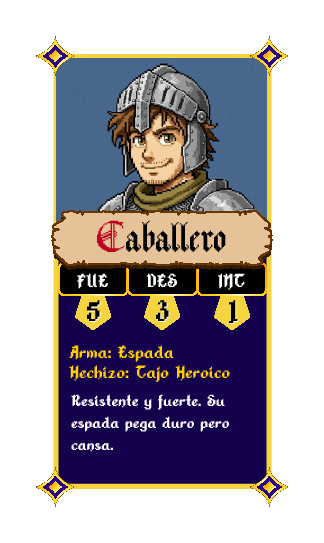 Caballero
FUE DES INT
5 3 1
Arma: Espada
Hechizo: Tajo Heroico
Resistente y fuerte. Su
espada pega duro pero
cansa.